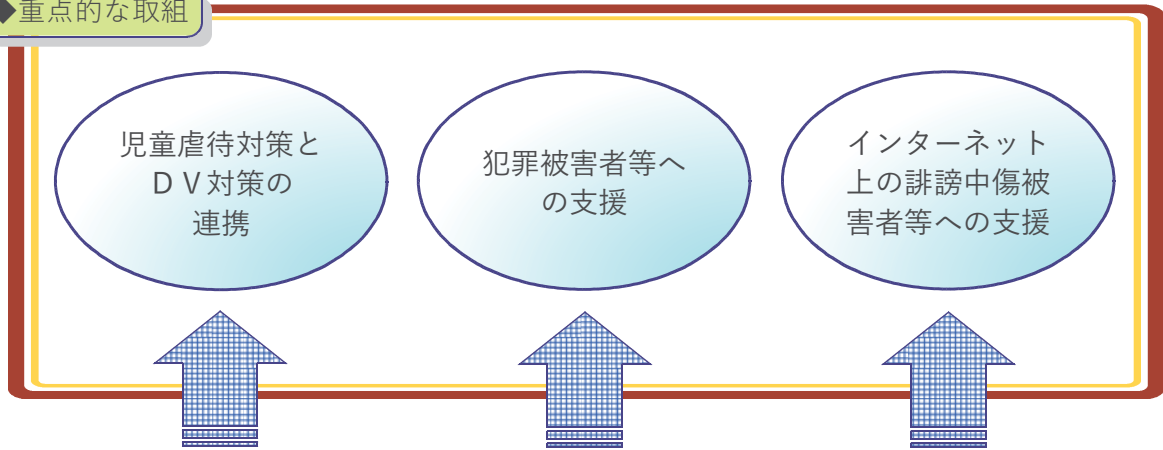 ◆重点的な取組
児童虐待対策と
ＤＶ対策の
連携
犯罪被害者等へ
の支援
インターネット
上の誹謗中傷被
害者等への支援